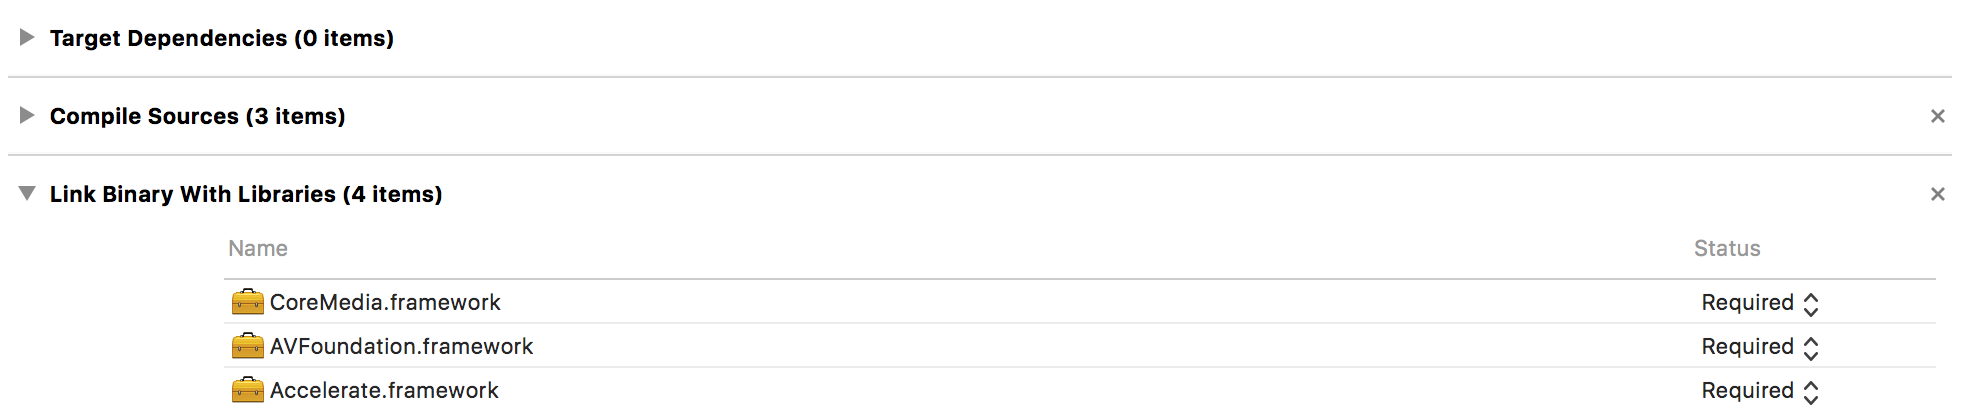 Target Dependencies (0 items)
Compile Sources (3 items)
Link Binary With Libraries (4 items)
Name Status
CoreMedia.framework Required
AVFoundation.framework Required
Accelerate.framework Required